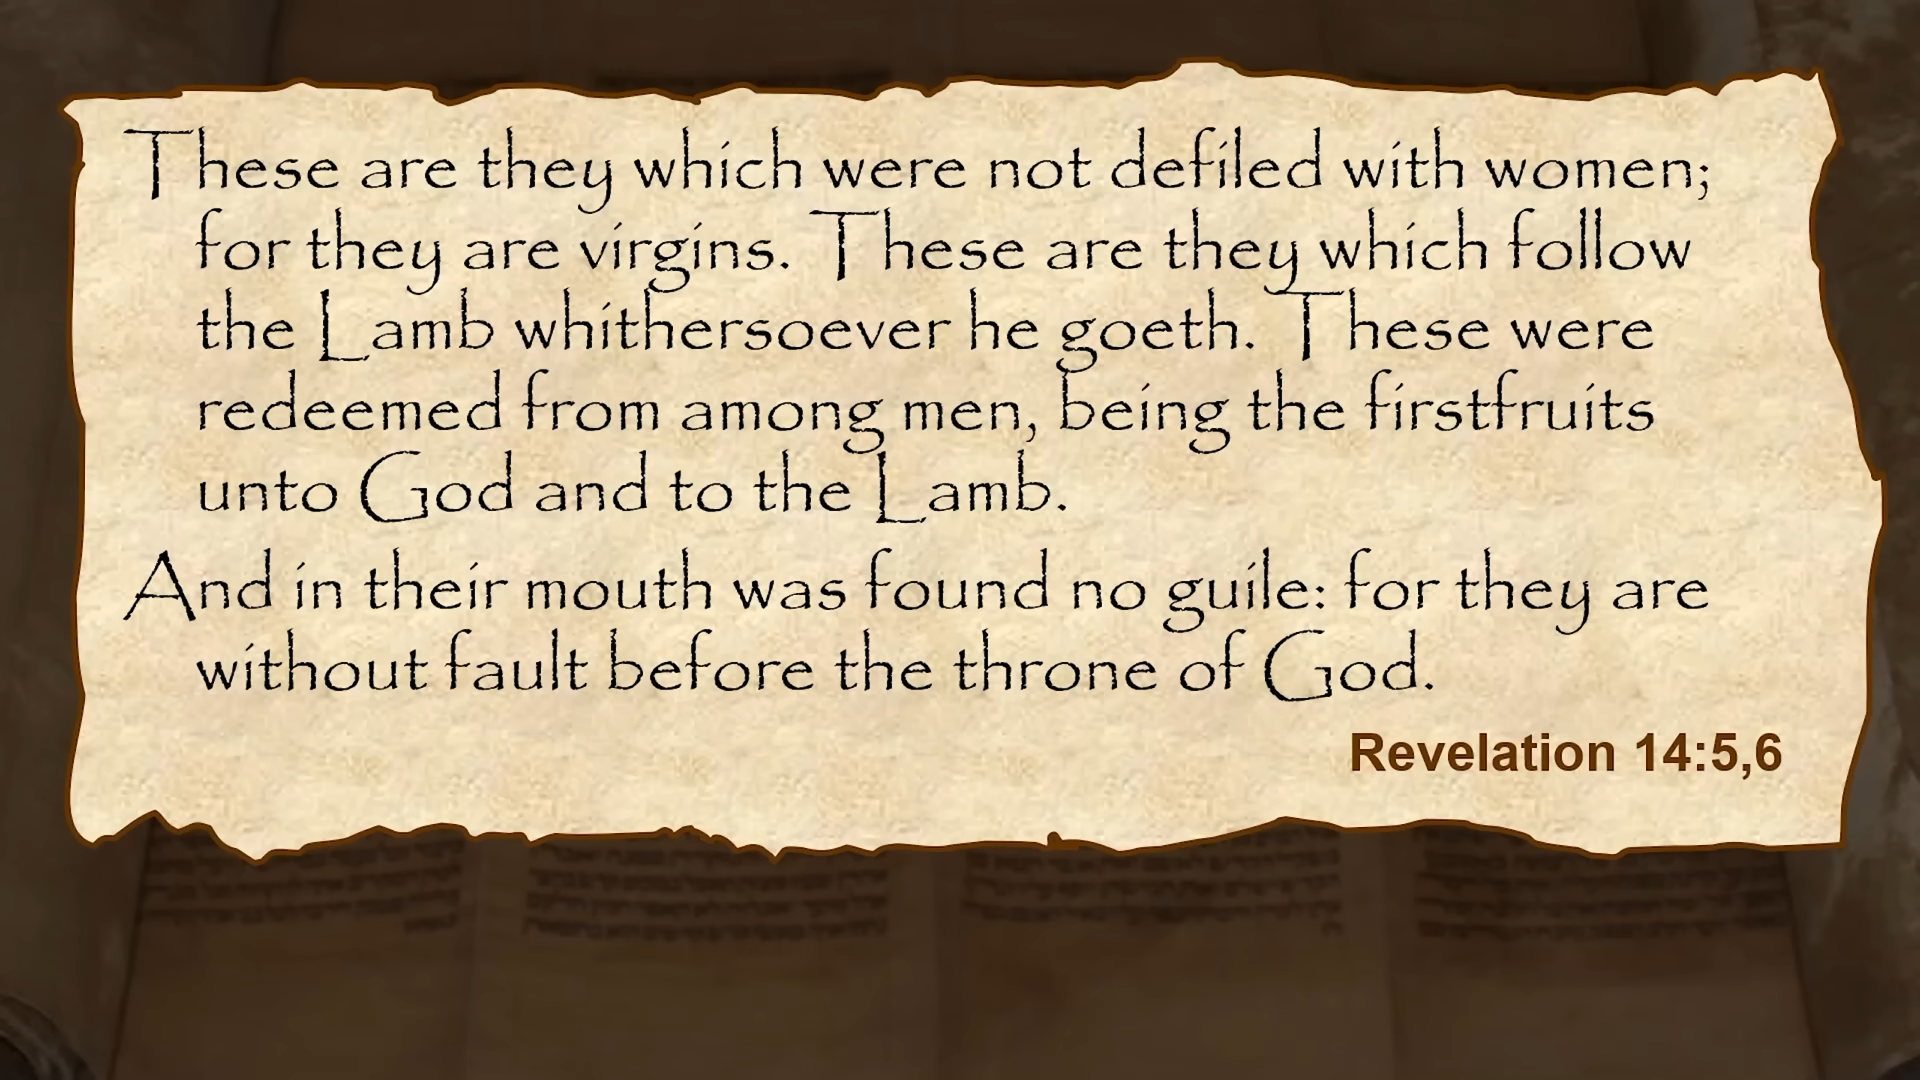 These are they which were not defiled with women;
for they are virgins. These are they which follow
the Lamb whithersoever he goeth. These were
redeemed from among men, being the firstfruits
unto God and to the Lamb.
And in their mouth was found no guile: for they are
without fault before the throne of God.
Revelation 14:5,6